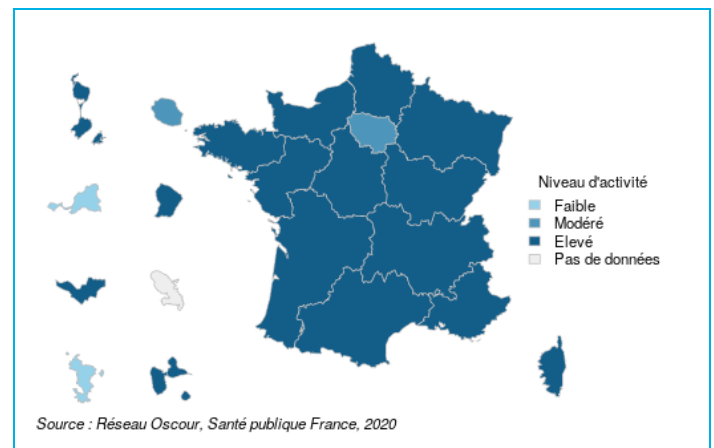 Niveau d'activité
Faible
Modéré
Elevé
Pas de données
Source : Réseau Oscour, Santé publique France, 2020